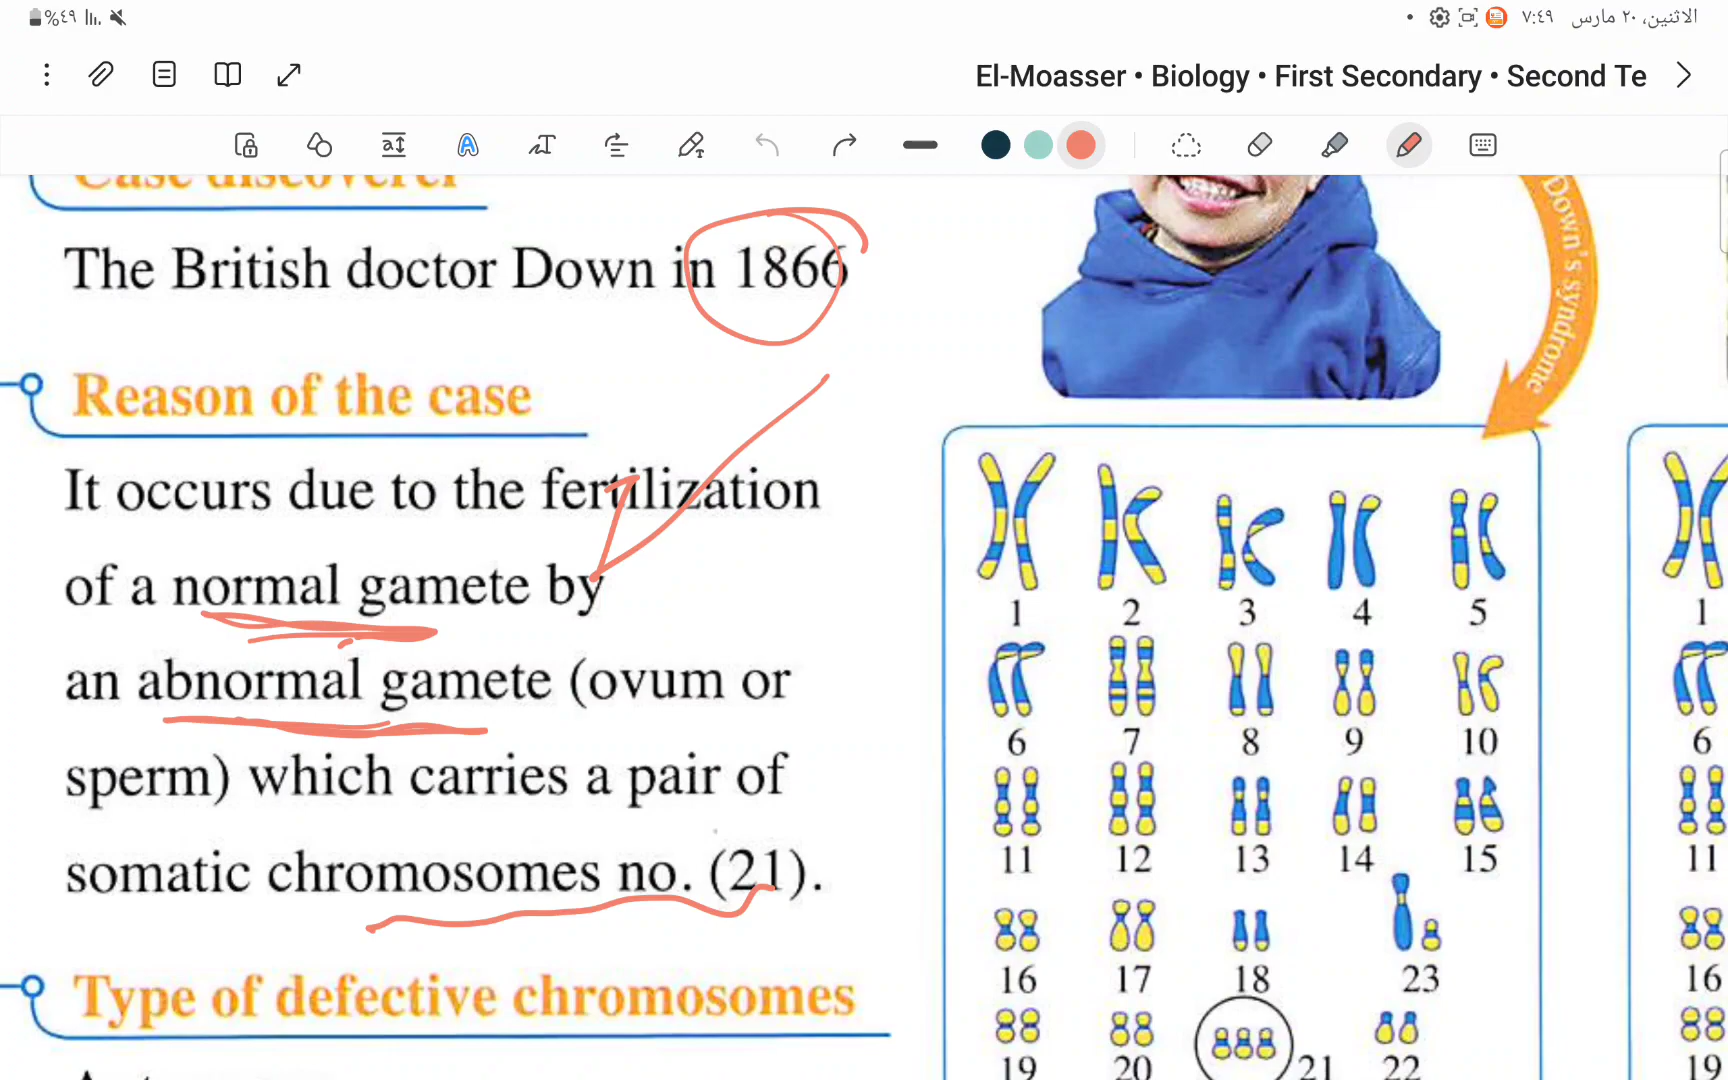 %٤٩
٧:٤٩ الاثنين، ٢٠ مارس
El-Moasser • Biology • First Secondary • Second Te
Case discoverer
The British doctor Down in 1866
Reason of the case
It occurs due to the fertilization
of a normal gamete by
an abnormal gamete (ovum or
sperm) which carries a pair of
somatic chromosomes no. (21).
Type of defective chromosomes
Down's syndrome
1 2 3 4 5
6 7 8 9 10
11 12 13 14 15
16 17 18 23
19 20 21 22
1
6
11
16
19